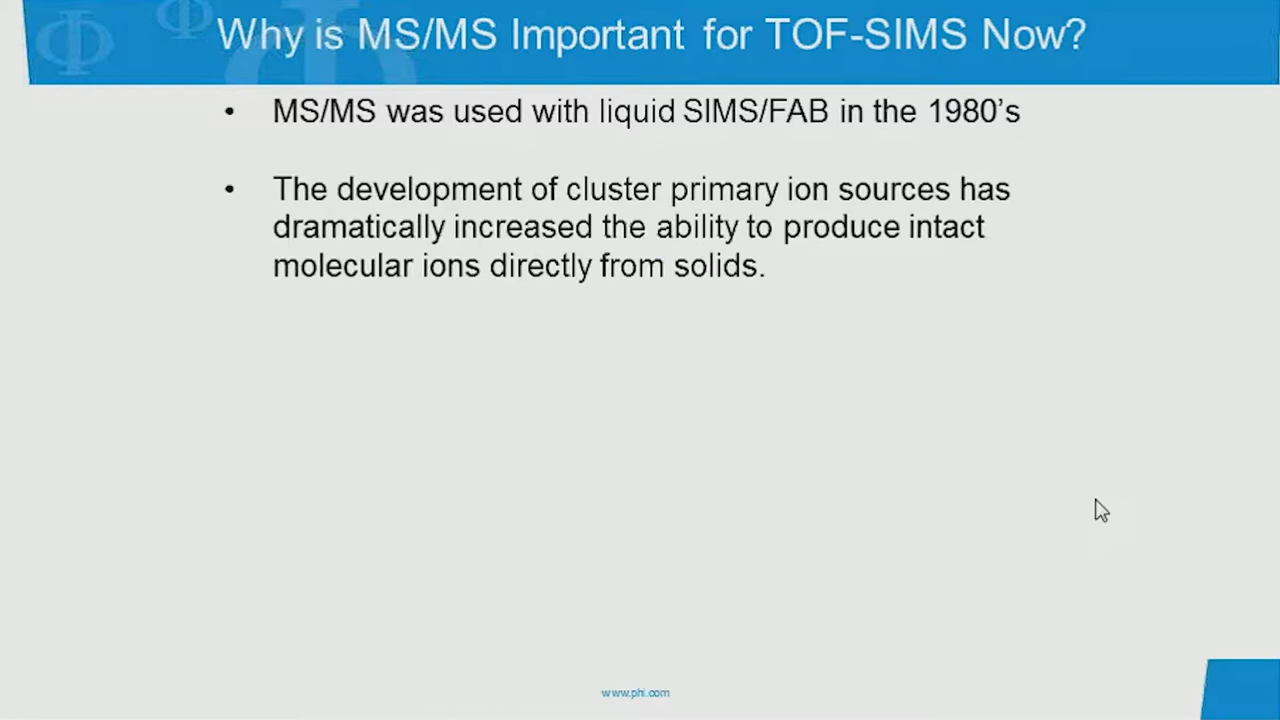 Why is MS/MS Important for TOF-SIMS Now?
• MS/MS was used with liquid SIMS/FAB in the 1980's
• The development of cluster primary ion sources has
dramatically increased the ability to produce intact
molecular ions directly from solids.
www.phi.com